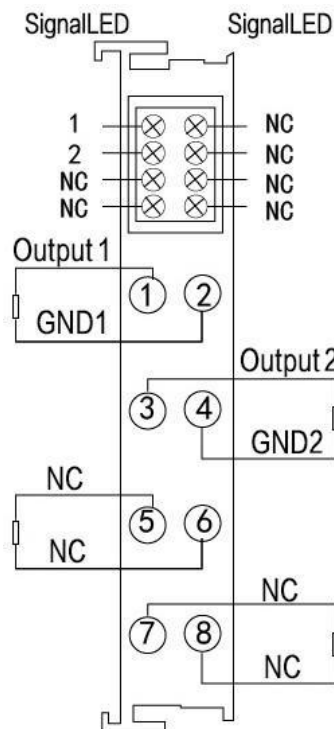 SignalLED SignalLED
1 NC
2 NC
NC NC
NC NC
Output 1
1 2
GND1
Output 2
3 4
GND2
NC
5 6
NC
NC
7 8
NC